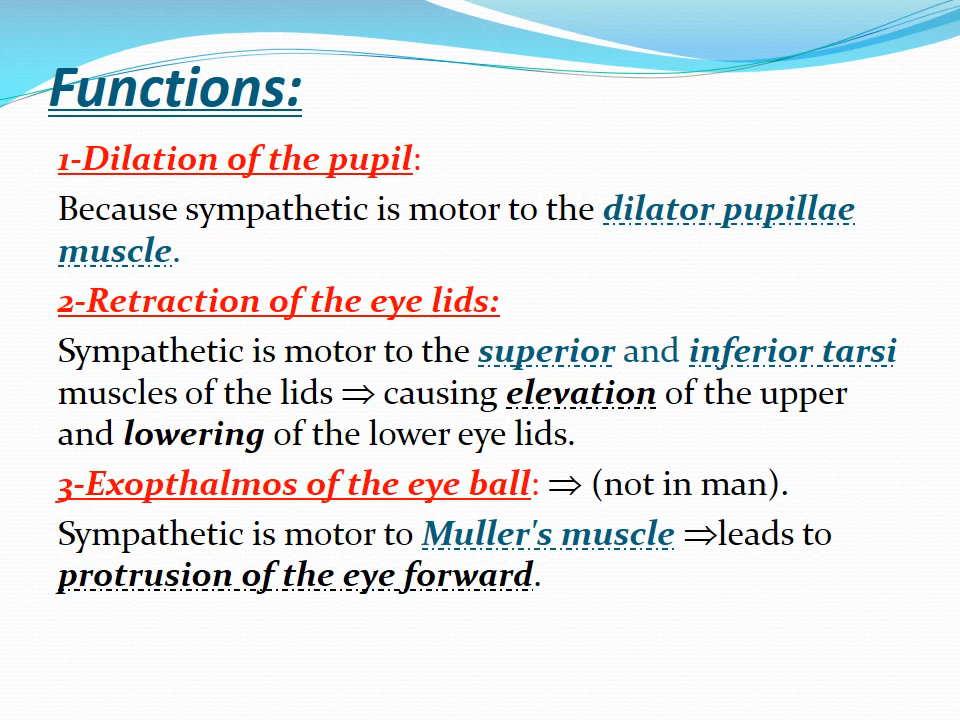 Functions:
1-Dilation of the pupil:
Because sympathetic is motor to the dilator pupillae
muscle.
2-Retraction of the eye lids:
Sympathetic is motor to the superior and inferior tarsi
muscles of the lids ⇒ causing elevation of the upper
and lowering of the lower eye lids.
3-Exopthalmos of the eye ball: ⇒ (not in man).
Sympathetic is motor to Muller's muscle ⇒leads to
protrusion of the eye forward.